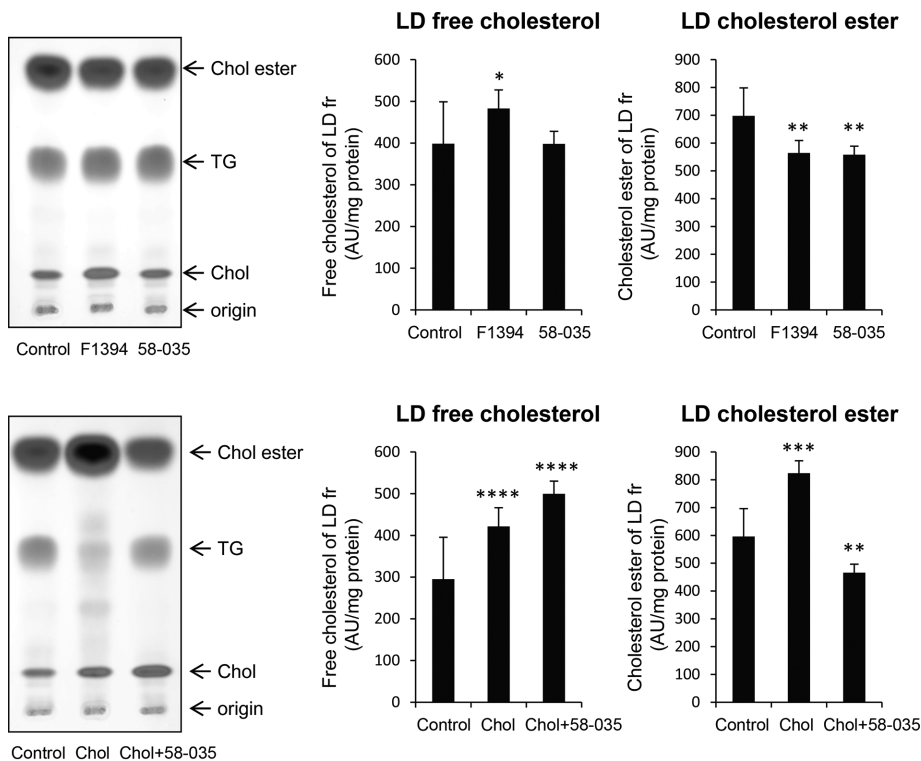 LD free cholesterol
LD cholesterol ester
Chol ester
TG
Chol
origin
Control F1394 58-035
Free cholesterol of LD fr
(AU/mg protein)
600
500
400
300
200
100
0
*
Control F1394 58-035
Cholesterol ester of LD fr
(AU/mg protein)
900
800
700
600
500
400
300
200
100
0
** **
Control F1394 58-035
LD free cholesterol
LD cholesterol ester
Chol ester
TG
Chol
origin
Control Chol Chol+58-035
Free cholesterol of LD fr
(AU/mg protein)
600
500
400
300
200
100
0
**** ****
Control Chol Chol+58-035
Cholesterol ester of LD fr
(AU/mg protein)
900
800
700
600
500
400
300
200
100
0
***
**
Control Chol Chol+58-035